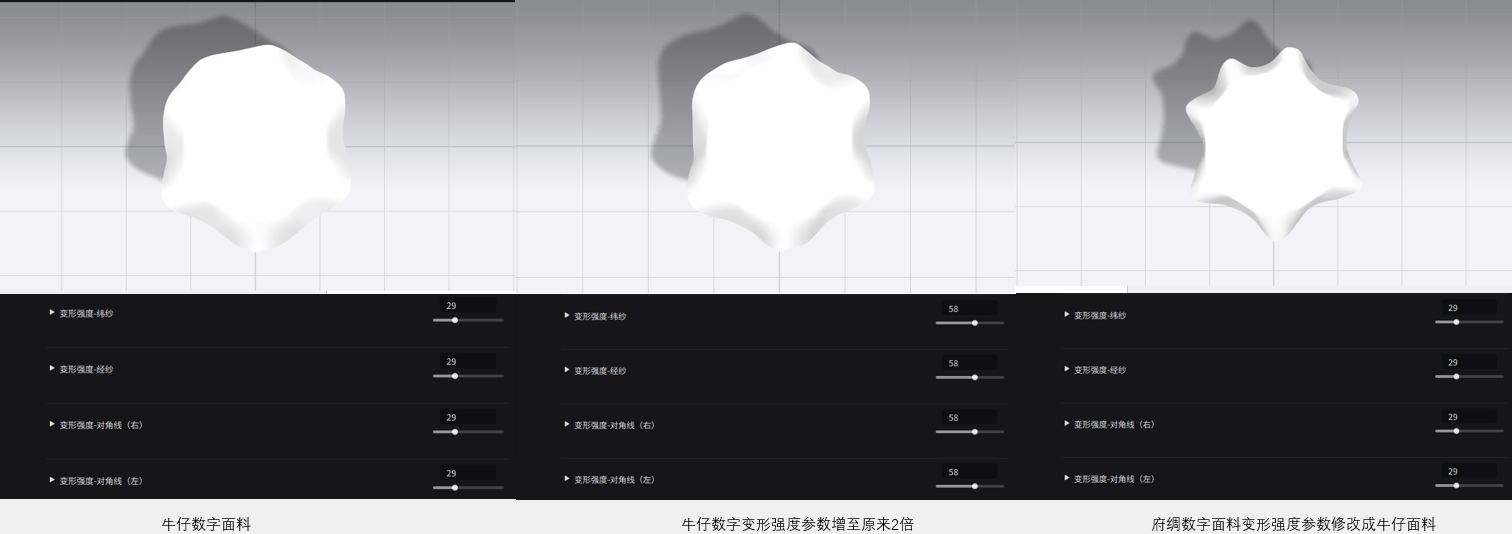 变形强度-纬纱
29
变形强度-经纱
29
变形强度-对角线（右）
29
变形强度-对角线（左）
29
变形强度-纬纱
58
变形强度-经纱
58
变形强度-对角线（右）
58
变形强度-对角线（左）
58
变形强度-纬纱
29
变形强度-经纱
29
变形强度-对角线（右）
29
变形强度-对角线（左）
29
牛仔数字面料
牛仔数字变形强度参数增至原来2倍
府绸数字面料变形强度参数修改成牛仔面料